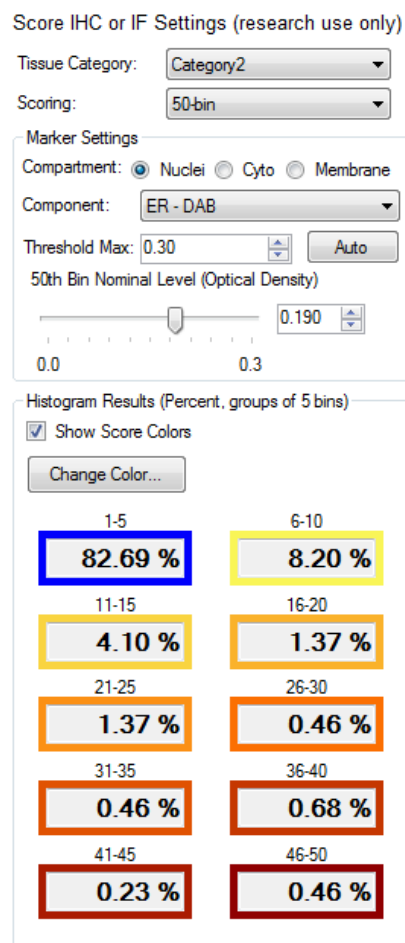 Score IHC or IF Settings (research use only)
Tissue Category: Category2
Scoring: 50-bin
Marker Settings
Compartment: Nuclei Cyto Membrane
Component: ER - DAB
Threshold Max: 0.30 Auto
50th Bin Nominal Level (Optical Density)
0.190
0.0 0.3
Histogram Results (Percent, groups of 5 bins)
Show Score Colors
Change Color...
1-5 6-10
82.69 % 8.20 %
11-15 16-20
4.10 % 1.37 %
21-25 26-30
1.37 % 0.46 %
31-35 36-40
0.46 % 0.68 %
41-45 46-50
0.23 % 0.46 %